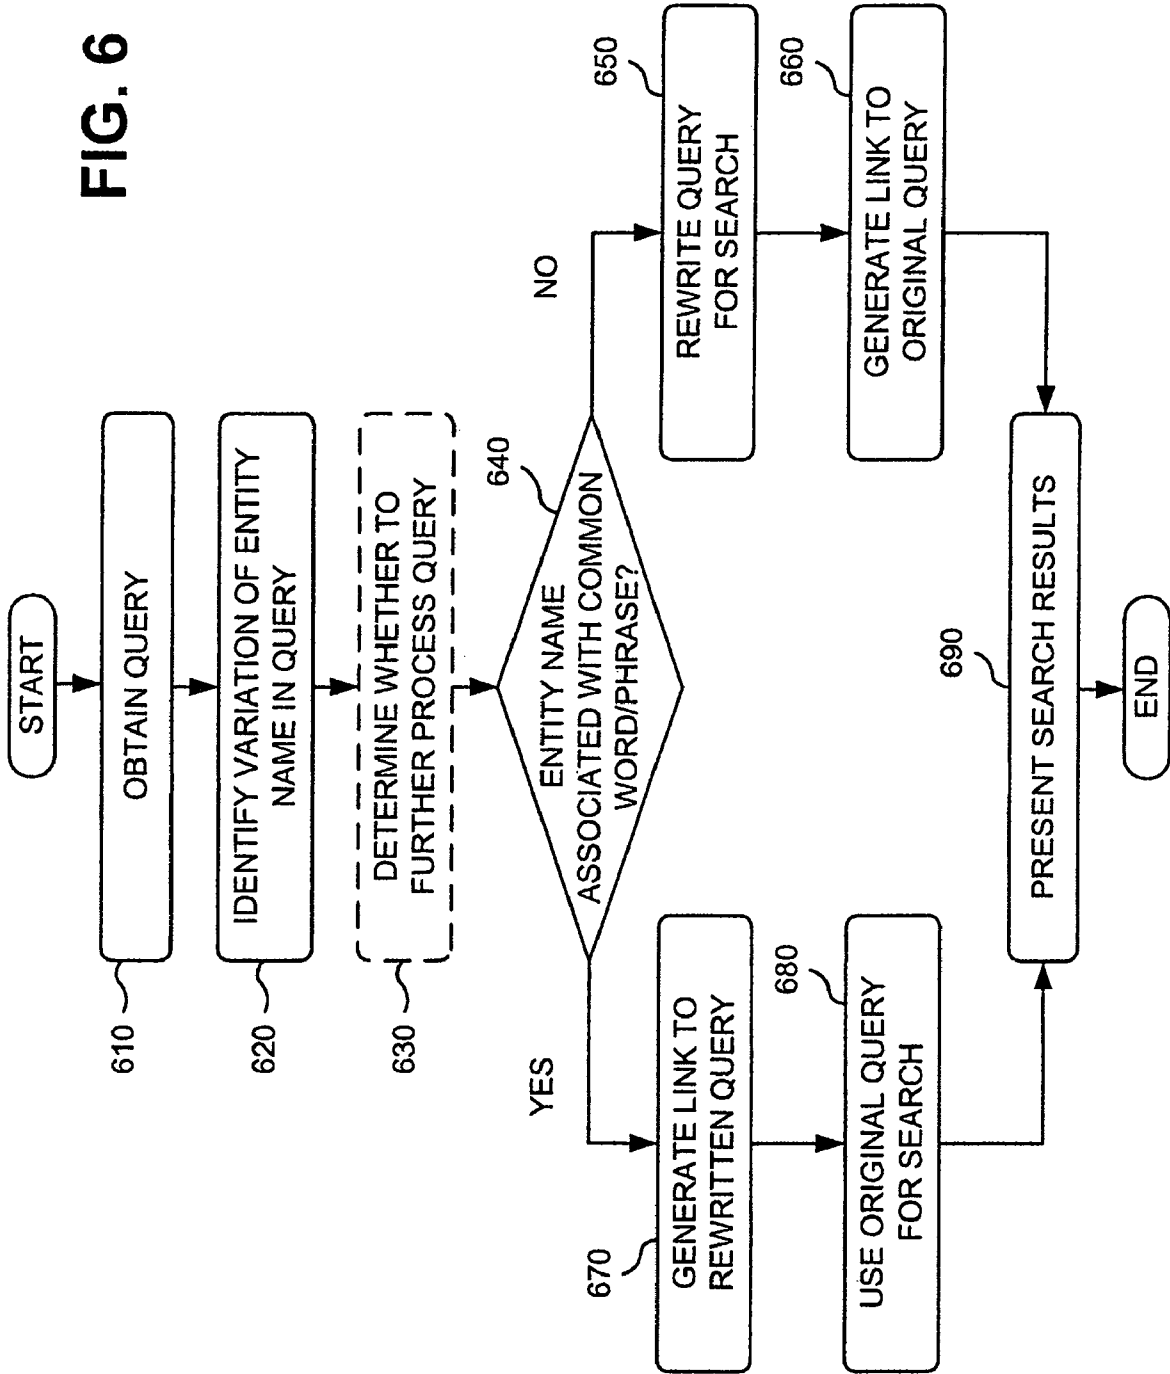 FIG. 6
START
OBTAIN QUERY
610
IDENTIFY VARIATION OF ENTITY
NAME IN QUERY
620
DETERMINE WHETHER TO
FURTHER PROCESS QUERY
630
640
ENTITY NAME
ASSOCIATED WITH COMMON
WORD/PHRASE?
YES
NO
670
GENERATE LINK TO
REWRITTEN QUERY
680
USE ORIGINAL QUERY
FOR SEARCH
650
REWRITE QUERY
FOR SEARCH
660
GENERATE LINK TO
ORIGINAL QUERY
690
PRESENT SEARCH RESULTS
END